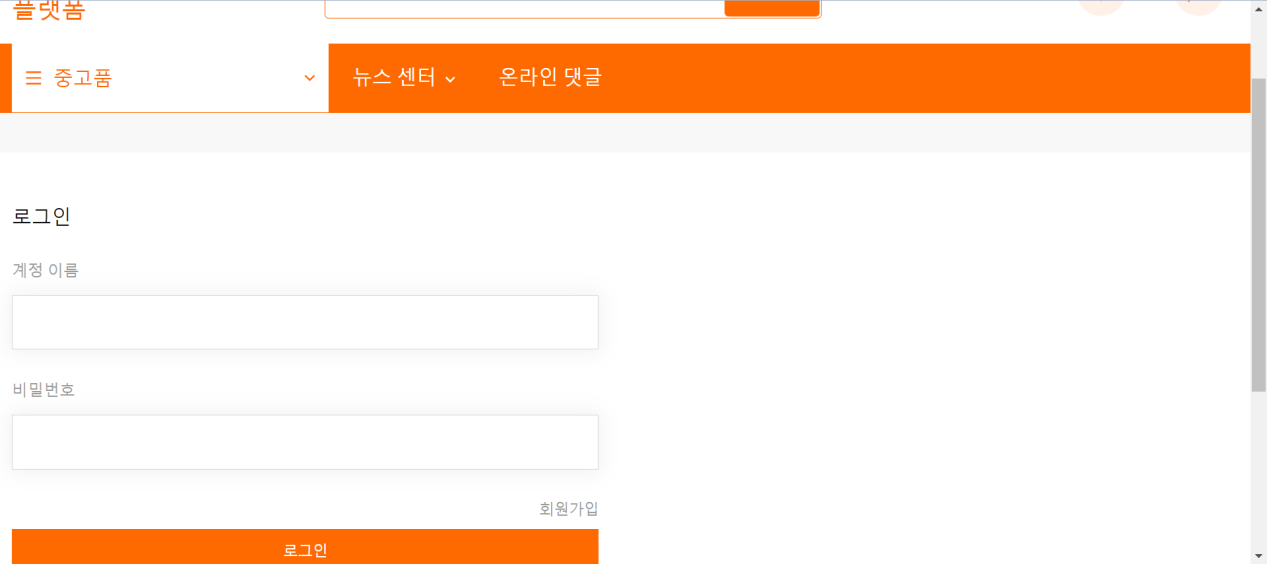 플랫폼
중고품
뉴스 센터 온라인 댓글
로그인
계정 이름
비밀번호
회원가입
로그인